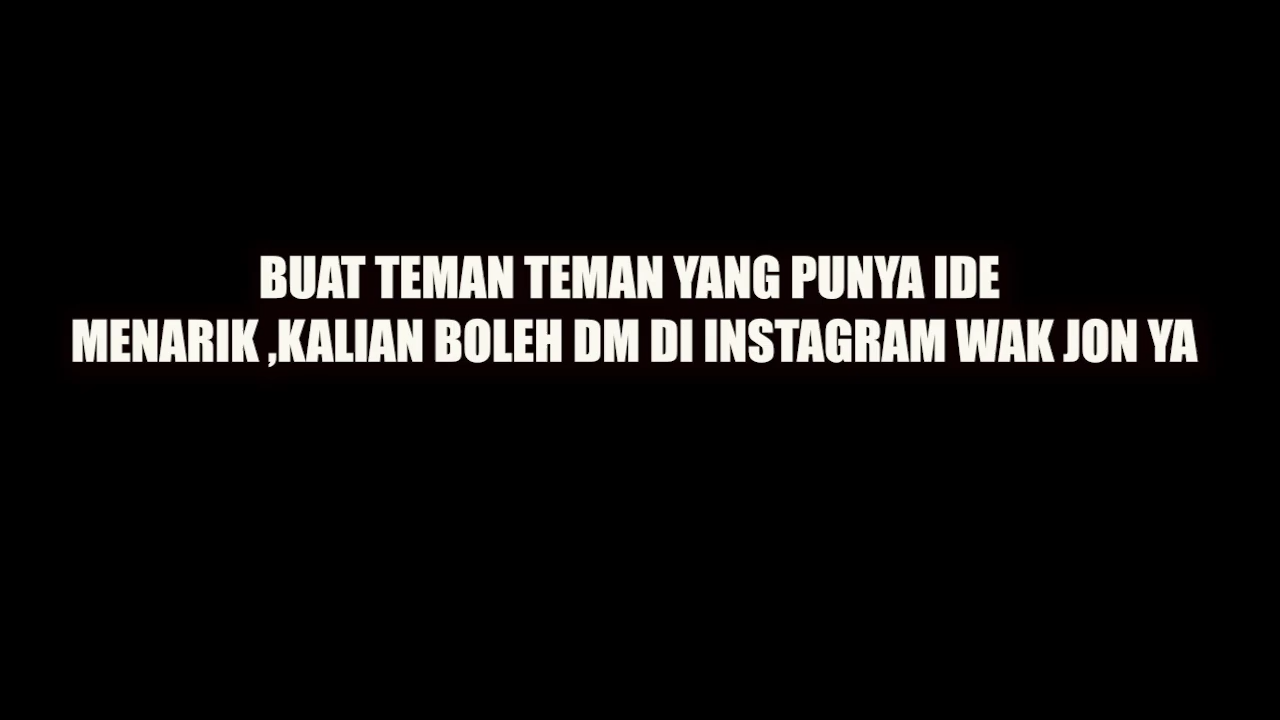 BUAT TEMAN TEMAN YANG PUNYA IDE
MENARIK ,KALIAN BOLEH DM DI INSTAGRAM WAK JON YA